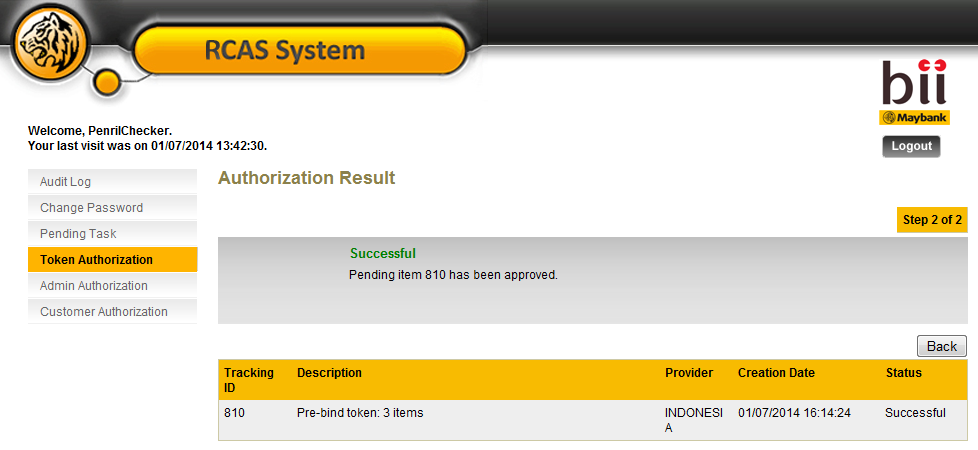 RCAS System
bii
Maybank
Welcome, PenrilChecker.
Your last visit was on 01/07/2014 13:42:30.
Logout
Audit Log
Change Password
Pending Task
Token Authorization
Admin Authorization
Customer Authorization
Authorization Result
Step 2 of 2
Successful
Pending item 810 has been approved.
Back
Tracking ID Description Provider Creation Date Status
810 Pre-bind token: 3 items INDONESIA 01/07/2014 16:14:24 Successful